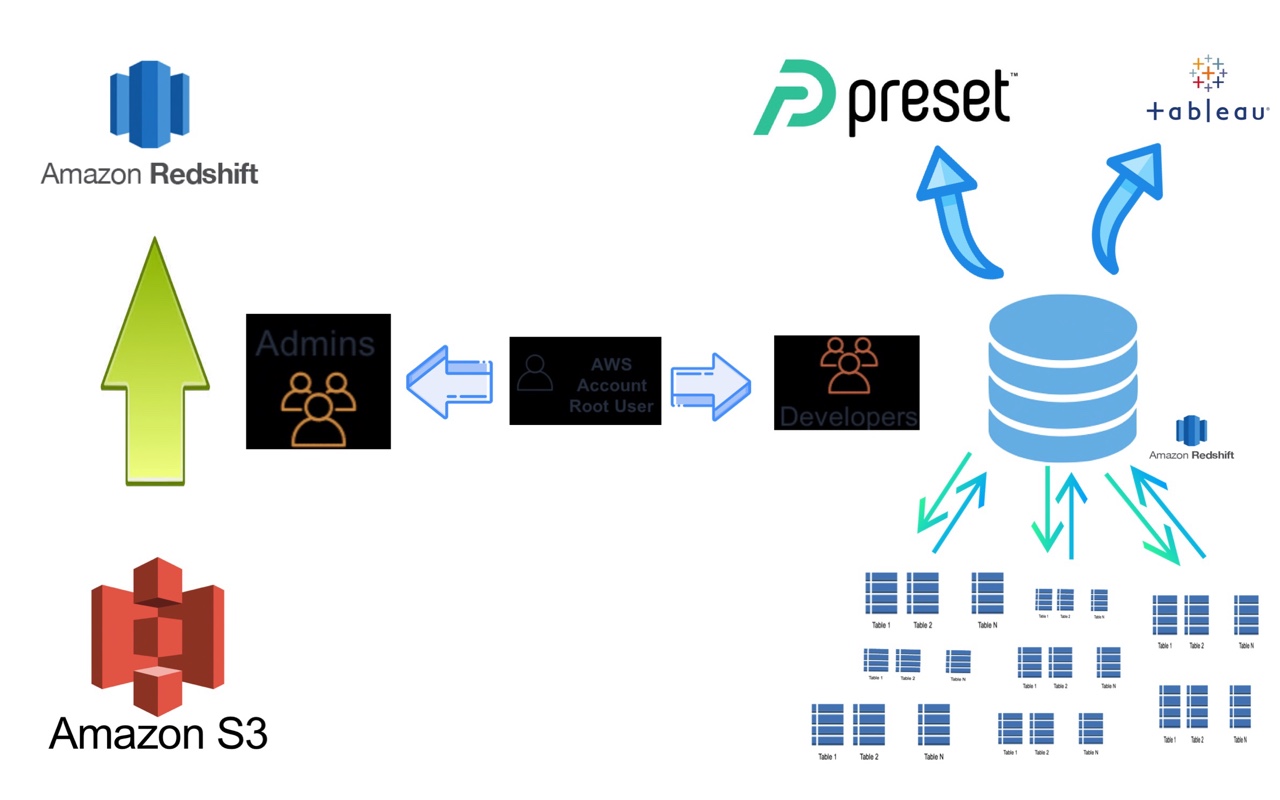 preset™
tableau®
Amazon Redshift
Admins
AWS
Account
Root User
Developers
Amazon Redshift
Table 1 Table 2 Table N
Table 1 Table 2 Table N
Table 1 Table 2 Table N
Table 1 Table 2 Table N
Table 1 Table 2 Table N
Table 1 Table 2 Table N
Table 1 Table 2 Table N
Table 1 Table 2 Table N
Amazon S3